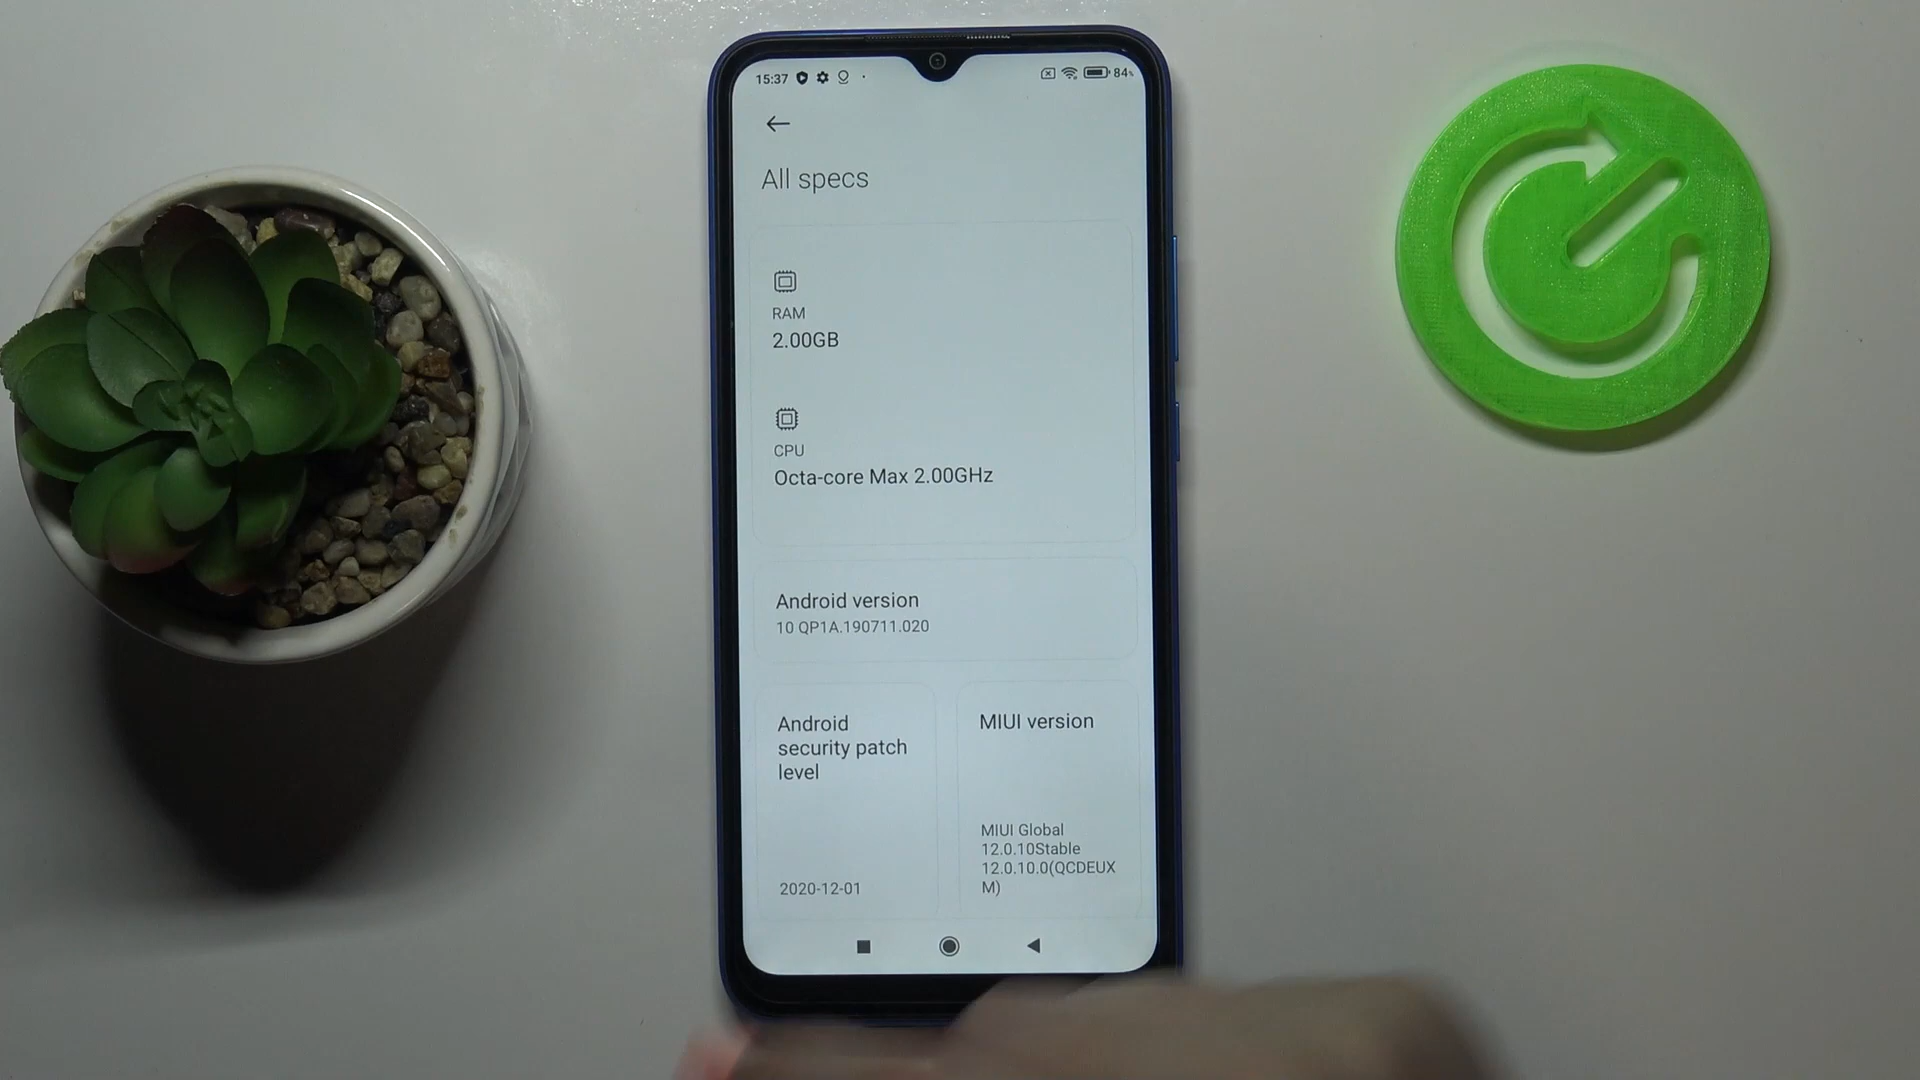 15:37
84%
All specs
RAM
2.00GB
CPU
Octa-core Max 2.00GHz
Android version
10 QP1A.190711.020
Android
security patch
level
2020-12-01
MIUI version
MIUI Global
12.0.10Stable
12.0.10.0(QCDEUX
M)